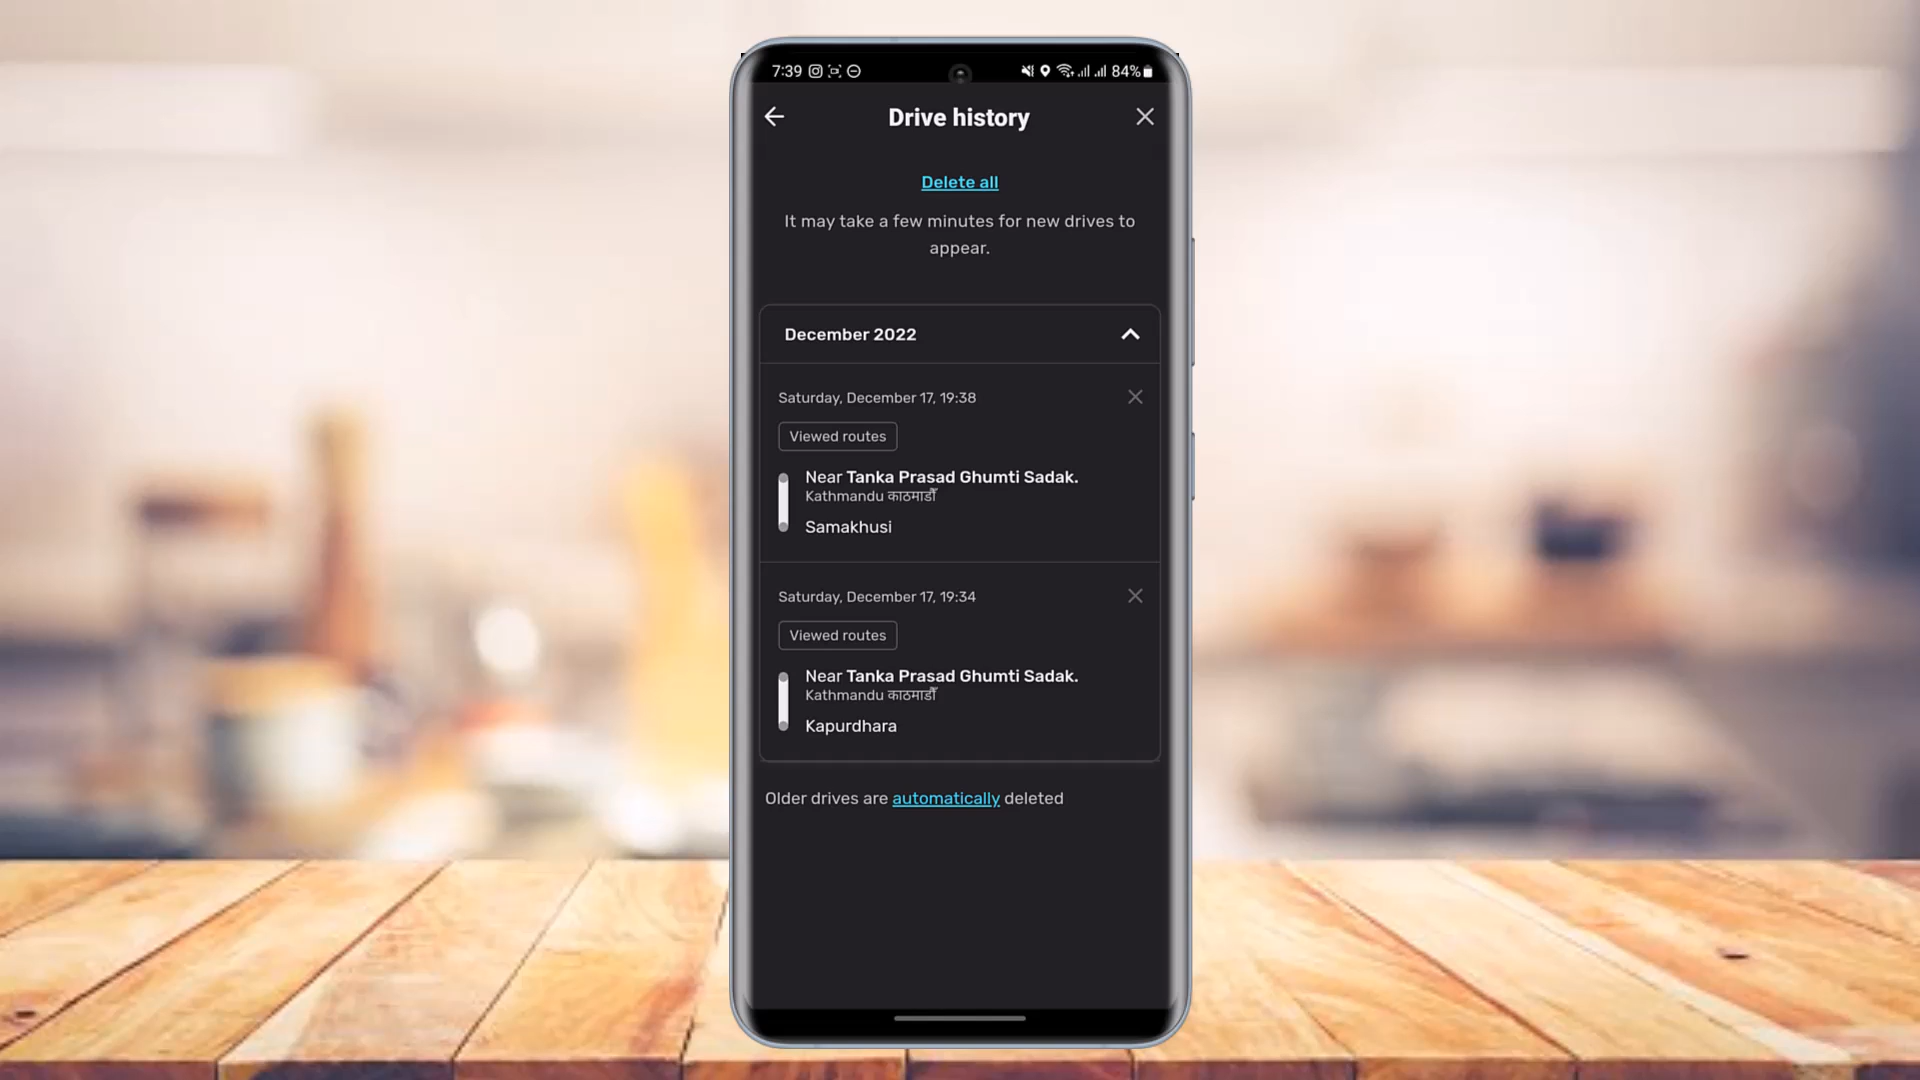 7:39 84%
Drive history
Delete all
It may take a few minutes for new drives to
appear.
December 2022
Saturday, December 17, 19:38
Viewed routes
Near Tanka Prasad Ghumti Sadak.
Kathmandu काठमाडौँ
Samakhusi
Saturday, December 17, 19:34
Viewed routes
Near Tanka Prasad Ghumti Sadak.
Kathmandu काठमाडौँ
Kapurdhara
Older drives are automatically deleted